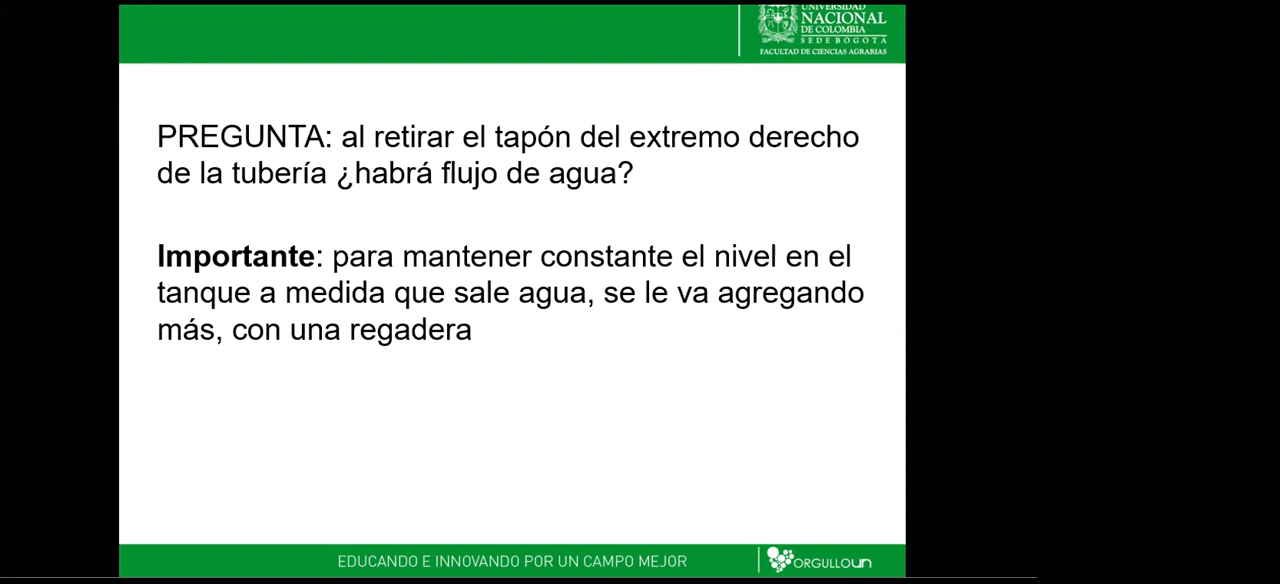 UNIVERSIDAD
NACIONAL
DE COLOMBIA
SEDE BOGOTÁ
FACULTAD DE CIENCIAS AGRARIAS
PREGUNTA: al retirar el tapón del extremo derecho
de la tubería ¿habrá flujo de agua?
Importante: para mantener constante el nivel en el
tanque a medida que sale agua, se le va agregando
más, con una regadera
EDUCANDO E INNOVANDO POR UN CAMPO MEJOR
ORGULLOUN